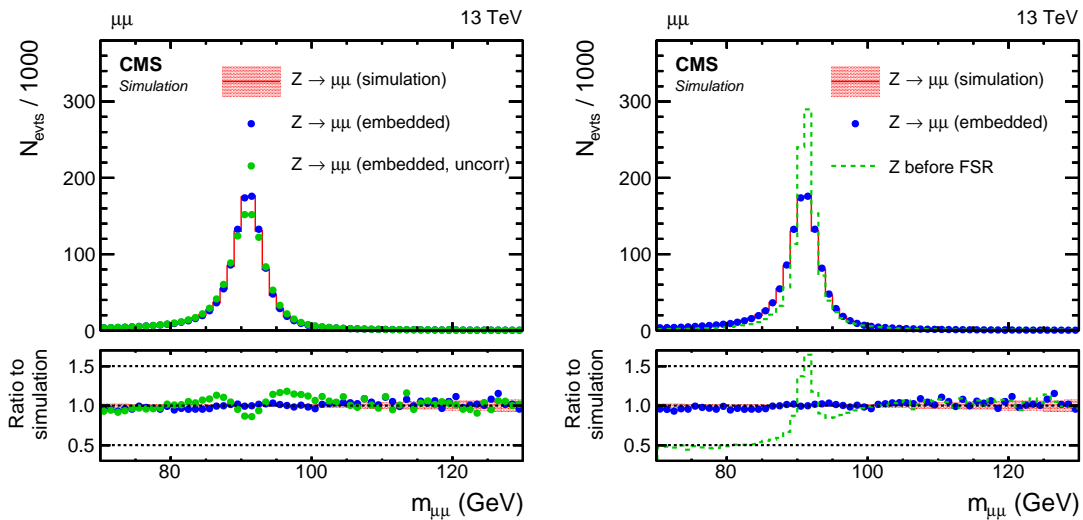 μμ 13 TeV
CMS
Simulation
Z → μμ (simulation)
Z → μμ (embedded)
Z → μμ (embedded, uncorr)
N_evts / 1000
300
200
100
0
Ratio to
simulation
1.5
1.0
0.5
80 100 120
m_μμ (GeV)
μμ 13 TeV
CMS
Simulation
Z → μμ (simulation)
Z → μμ (embedded)
Z before FSR
N_evts / 1000
300
200
100
0
Ratio to
simulation
1.5
1.0
0.5
80 100 120
m_μμ (GeV)